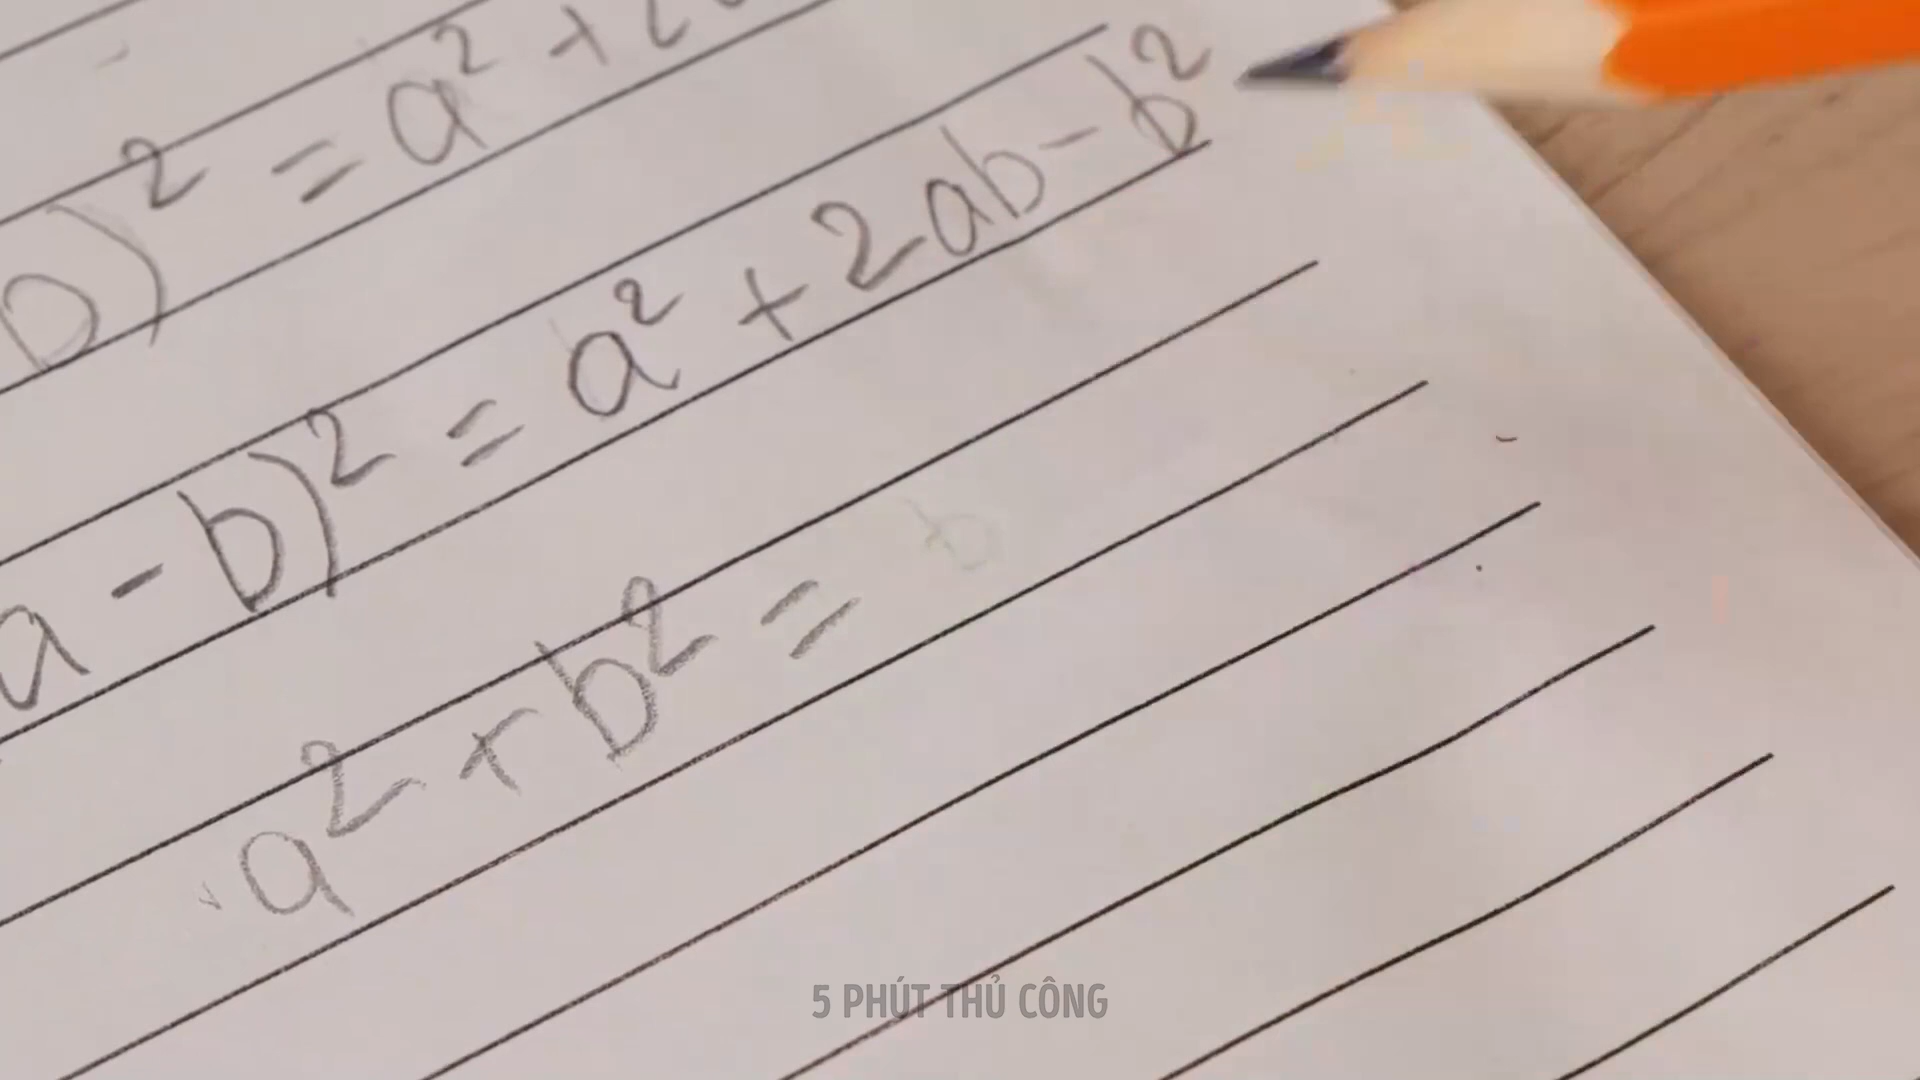 )² = a² + 2
a - b)² = a² + 2ab - b²
a² + b² =
5 PHÚT THỦ CÔNG